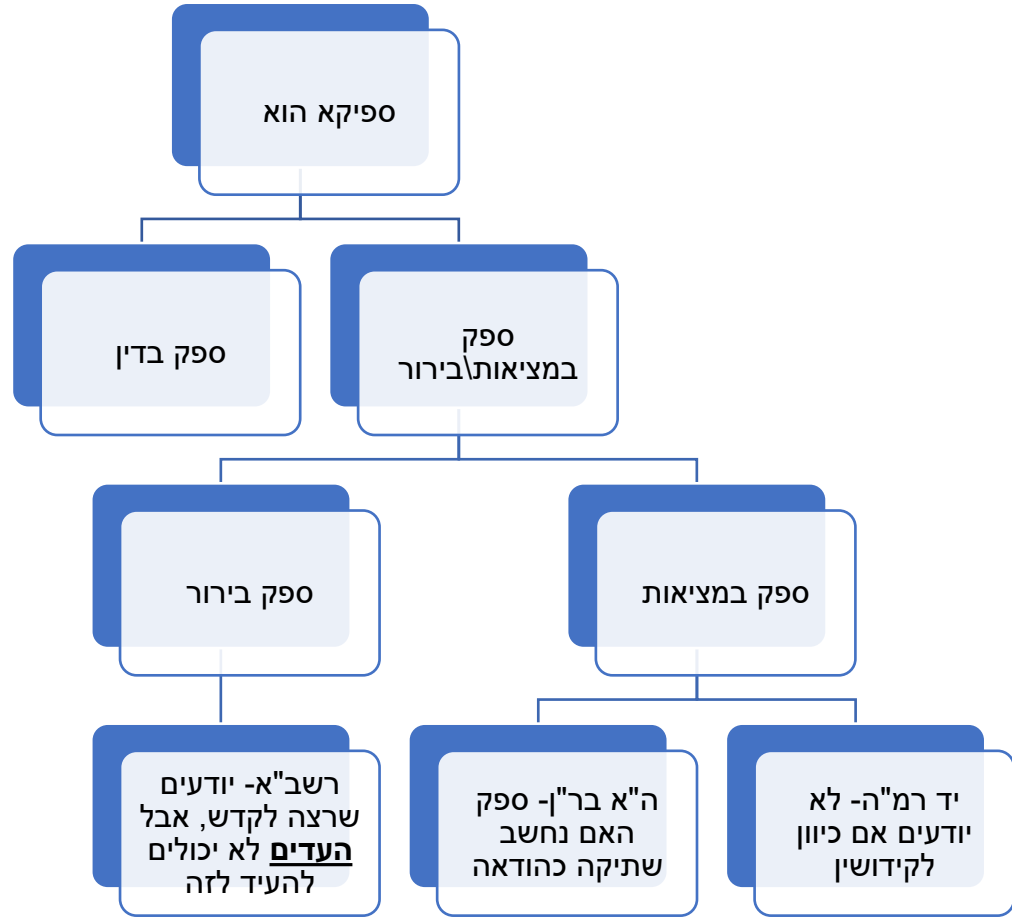 ספיקא הוא
ספק
במציאות\בירור
ספק בדין
ספק במציאות
ספק בירור
יד רמ"ה- לא
יודעים אם כיוון
לקידושין
ה"א בר"ן- ספק
האם נחשב
שתיקה כהודאה
רשב"א- יודעים
שרצה לקדש, אבל
העדים לא יכולים
להעיד לזה